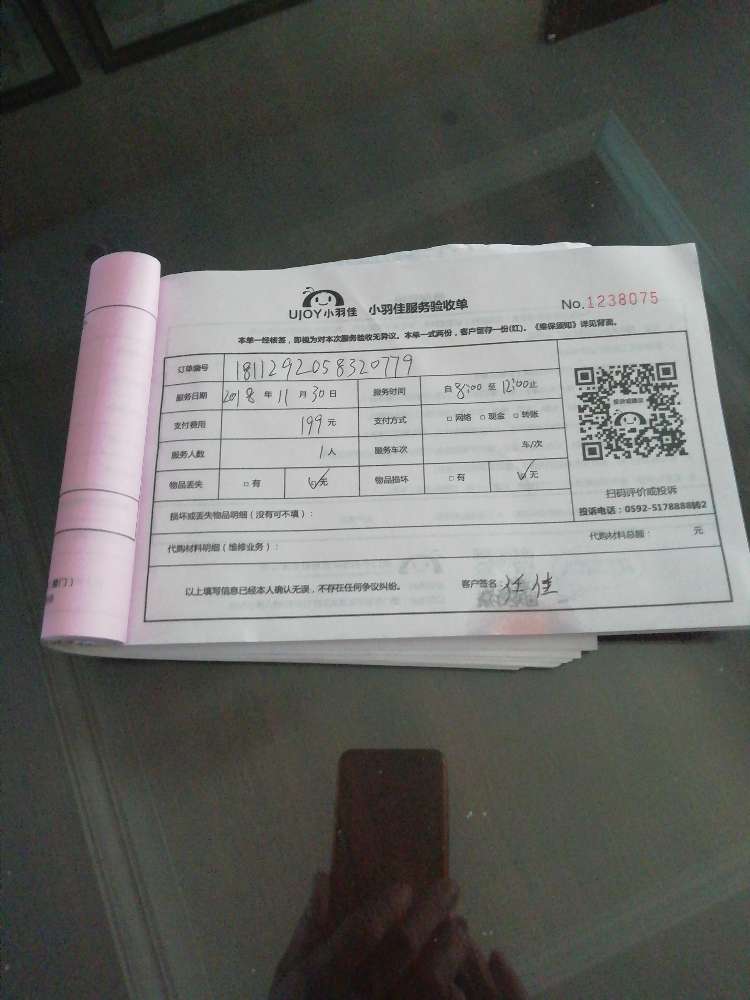 UJOY小羽佳 小羽佳服务验收单 No.1238075
本单一经核签，即视为对本次服务验收无异议。本单一式两份，客户留存一份(红)。《维保须知》详见背面。
订单编号 1811292058320779
服务日期 2018 年 11 月 30 日 服务时间 自 8:00 至 12:00 止
支付费用 199 元 支付方式 □ 网络 □ 现金 □ 转账
服务人数 1 人 服务车次 车/次
物品丢失 □ 有 ☑ 无 物品损坏 □ 有 ☑ 无
扫码评价或投诉
投诉电话：0592-5178888转2
损坏或丢失物品明细（没有可不填）：
代购材料明细（维修业务）： 代购材料总额： 元
以上填写信息已经本人确认无误，不存在任何争议纠纷。 客户签名：任佳